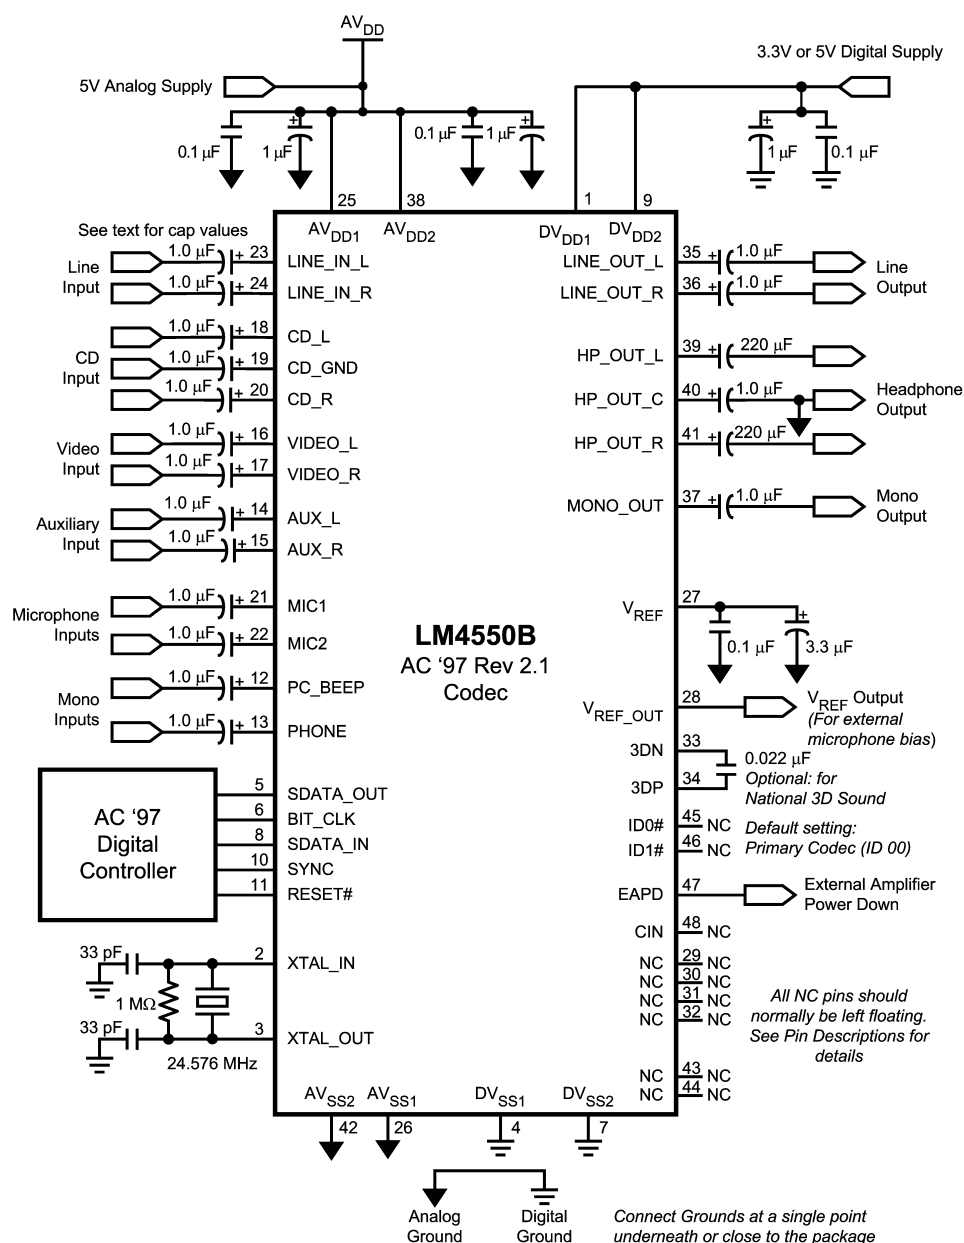 AVDD
3.3V or 5V Digital Supply
5V Analog Supply
0.1 μF
+
1 μF
0.1 μF
1 μF
+
+
1 μF
0.1 μF
25
38
1
9
See text for cap values
AVDD1
AVDD2
DVDD1
DVDD2
Line
Input
1.0 μF
+
23
LINE_IN_L
1.0 μF
+
24
LINE_IN_R
CD
Input
1.0 μF
+
18
CD_L
1.0 μF
+
19
CD_GND
1.0 μF
+
20
CD_R
Video
Input
1.0 μF
+
16
VIDEO_L
1.0 μF
+
17
VIDEO_R
Auxiliary
Input
1.0 μF
+
14
AUX_L
1.0 μF
+
15
AUX_R
Microphone
Inputs
1.0 μF
+
21
MIC1
1.0 μF
+
22
MIC2
Mono
Inputs
1.0 μF
+
12
PC_BEEP
1.0 μF
+
13
PHONE
AC ‘97
Digital
Controller
5
SDATA_OUT
6
BIT_CLK
8
SDATA_IN
10
SYNC
11
RESET#
33 pF
2
XTAL_IN
1 MΩ
33 pF
3
XTAL_OUT
24.576 MHz
LM4550B
AC ‘97 Rev 2.1
Codec
LINE_OUT_L
35
+
1.0 μF
LINE_OUT_R
36
+
1.0 μF
Line
Output
HP_OUT_L
39
+
220 μF
HP_OUT_C
40
+
1.0 μF
HP_OUT_R
41
+
220 μF
Headphone
Output
MONO_OUT
37
+
1.0 μF
Mono
Output
VREF
27
0.1 μF
+
3.3 μF
VREF_OUT
28
VREF Output
(For external
microphone bias)
3DN
33
3DP
34
0.022 μF
Optional: for
National 3D Sound
ID0#
45
NC
ID1#
46
NC
Default setting:
Primary Codec (ID 00)
EAPD
47
External Amplifier
Power Down
CIN
48
NC
NC
29
NC
NC
30
NC
NC
31
NC
NC
32
NC
All NC pins should
normally be left floating.
See Pin Descriptions for
details
NC
43
NC
NC
44
NC
AVSS2
AVSS1
DVSS1
DVSS2
42
26
4
7
Analog
Ground
Digital
Ground
Connect Grounds at a single point
underneath or close to the package